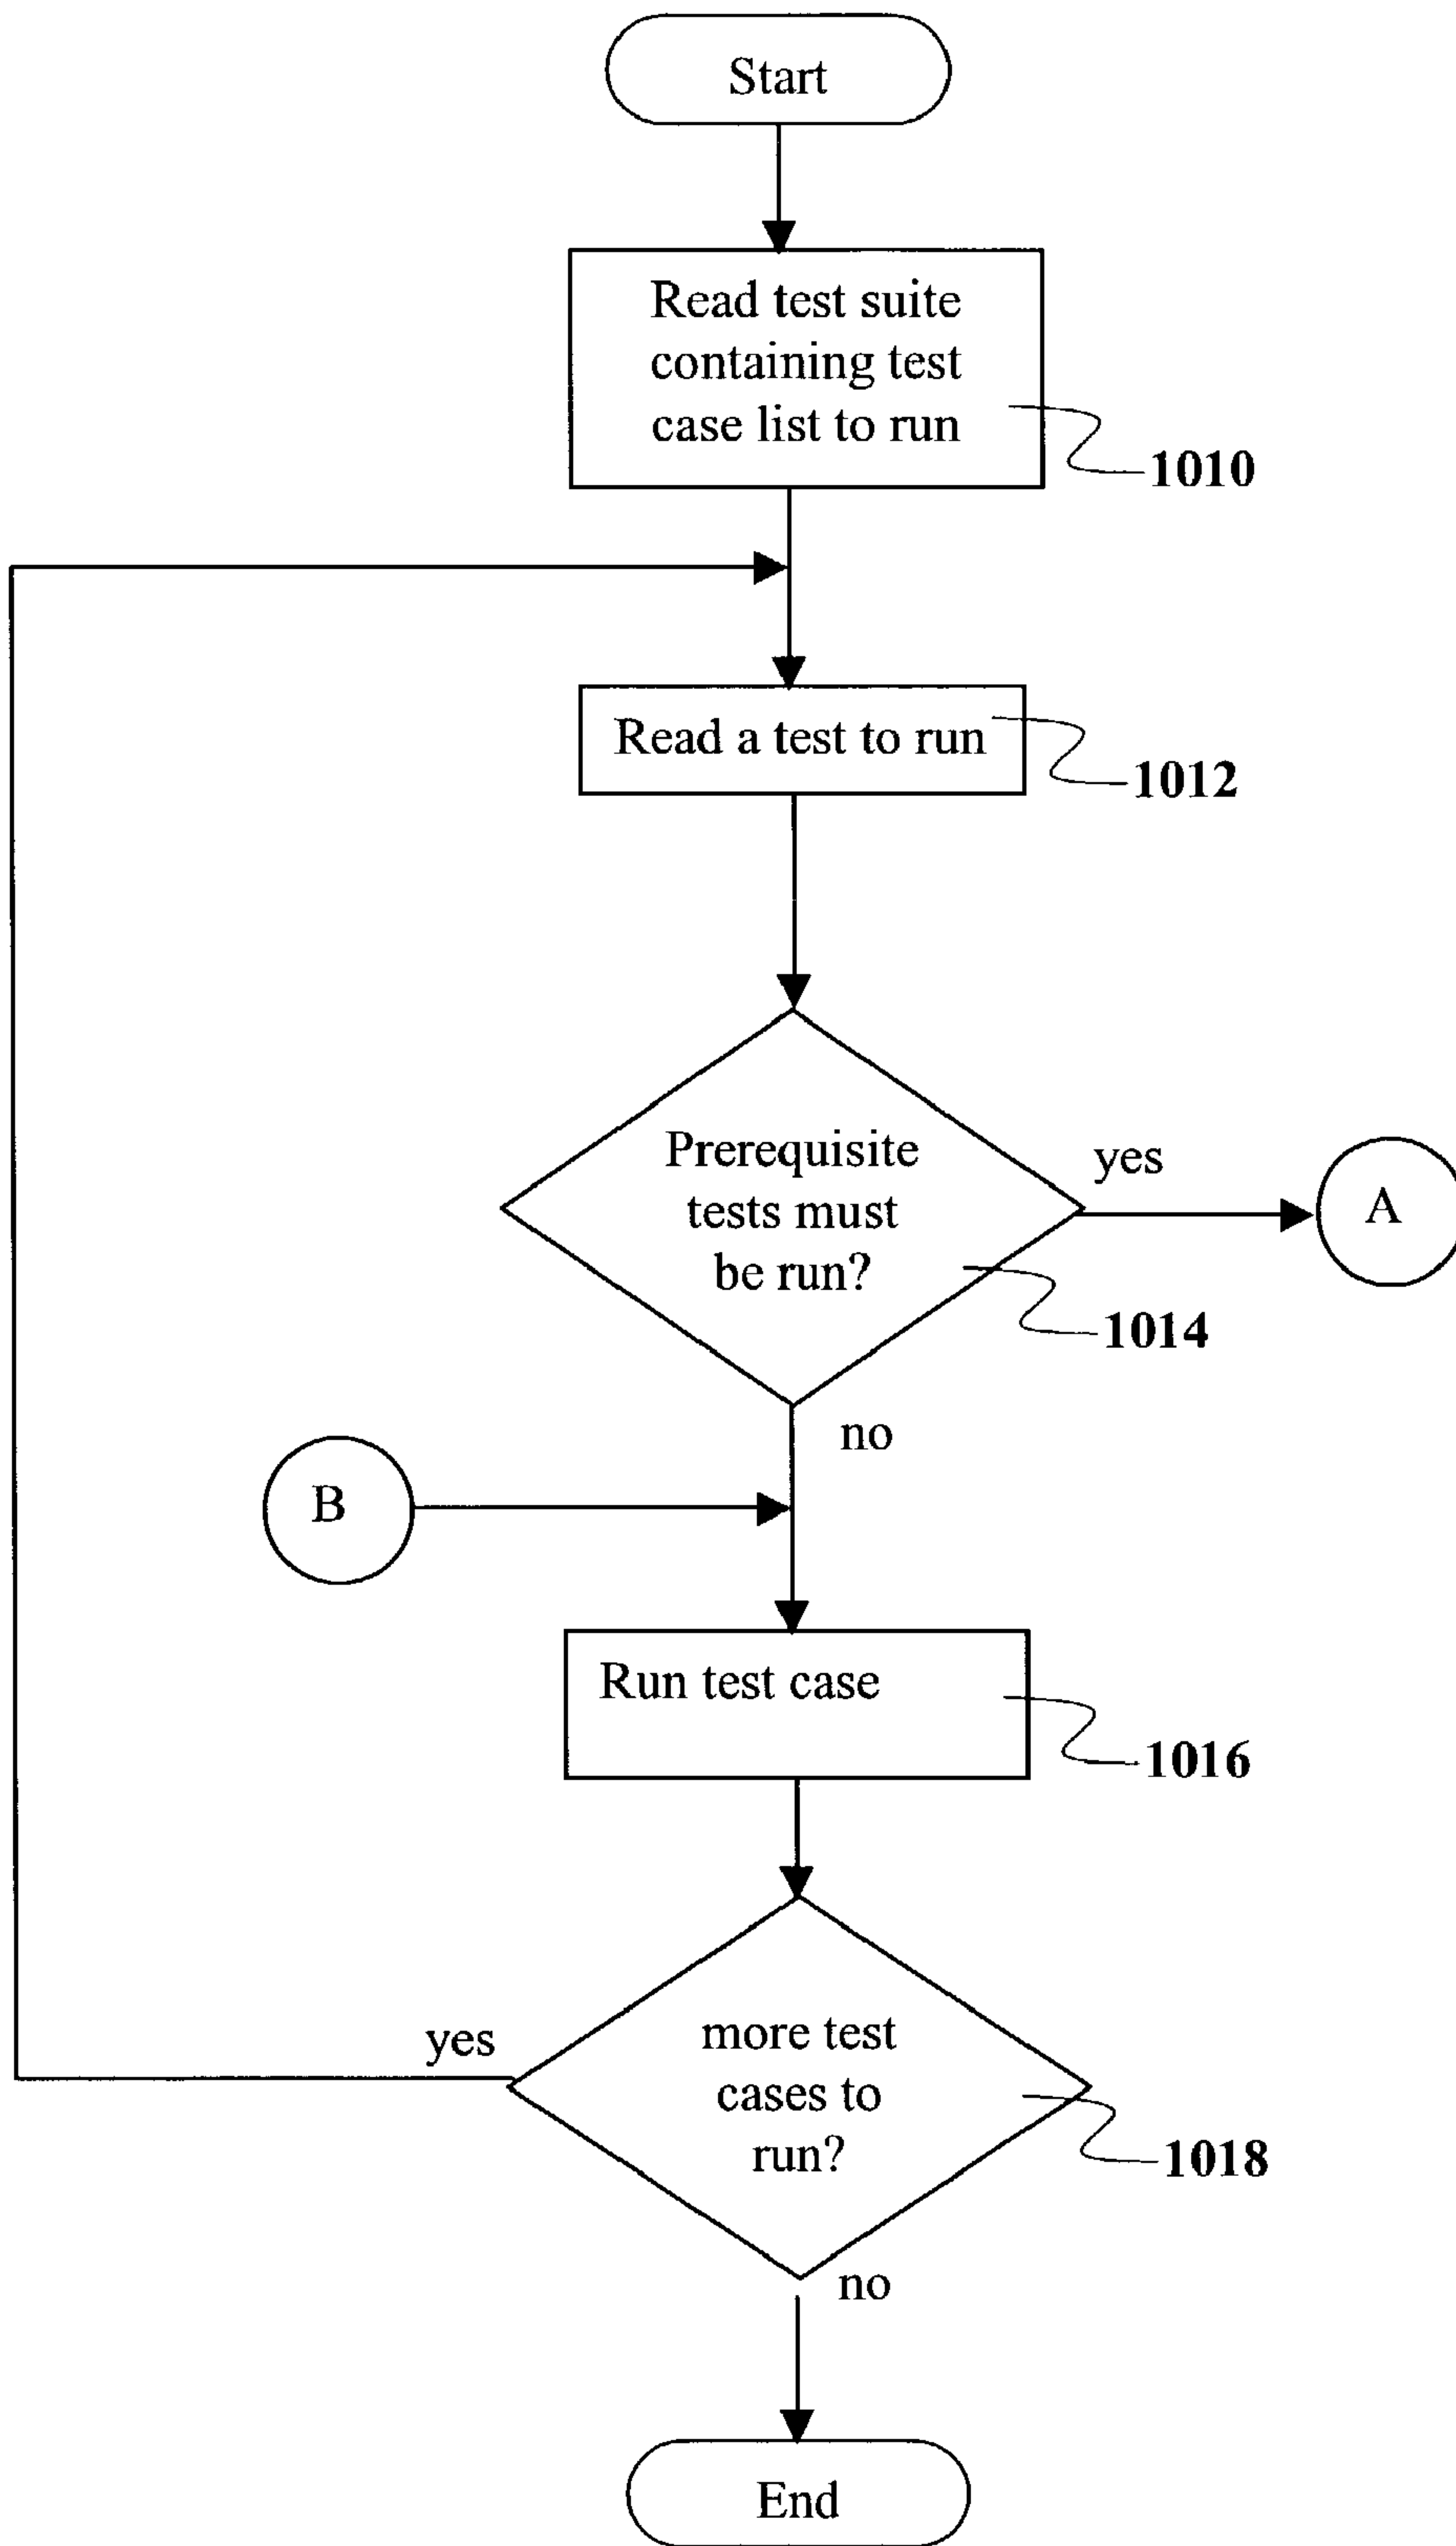 Start
Read test suite
containing test
case list to run
1010
Read a test to run
1012
Prerequisite
tests must
be run?
yes
A
1014
no
B
Run test case
1016
yes
more test
cases to
run?
1018
no
End